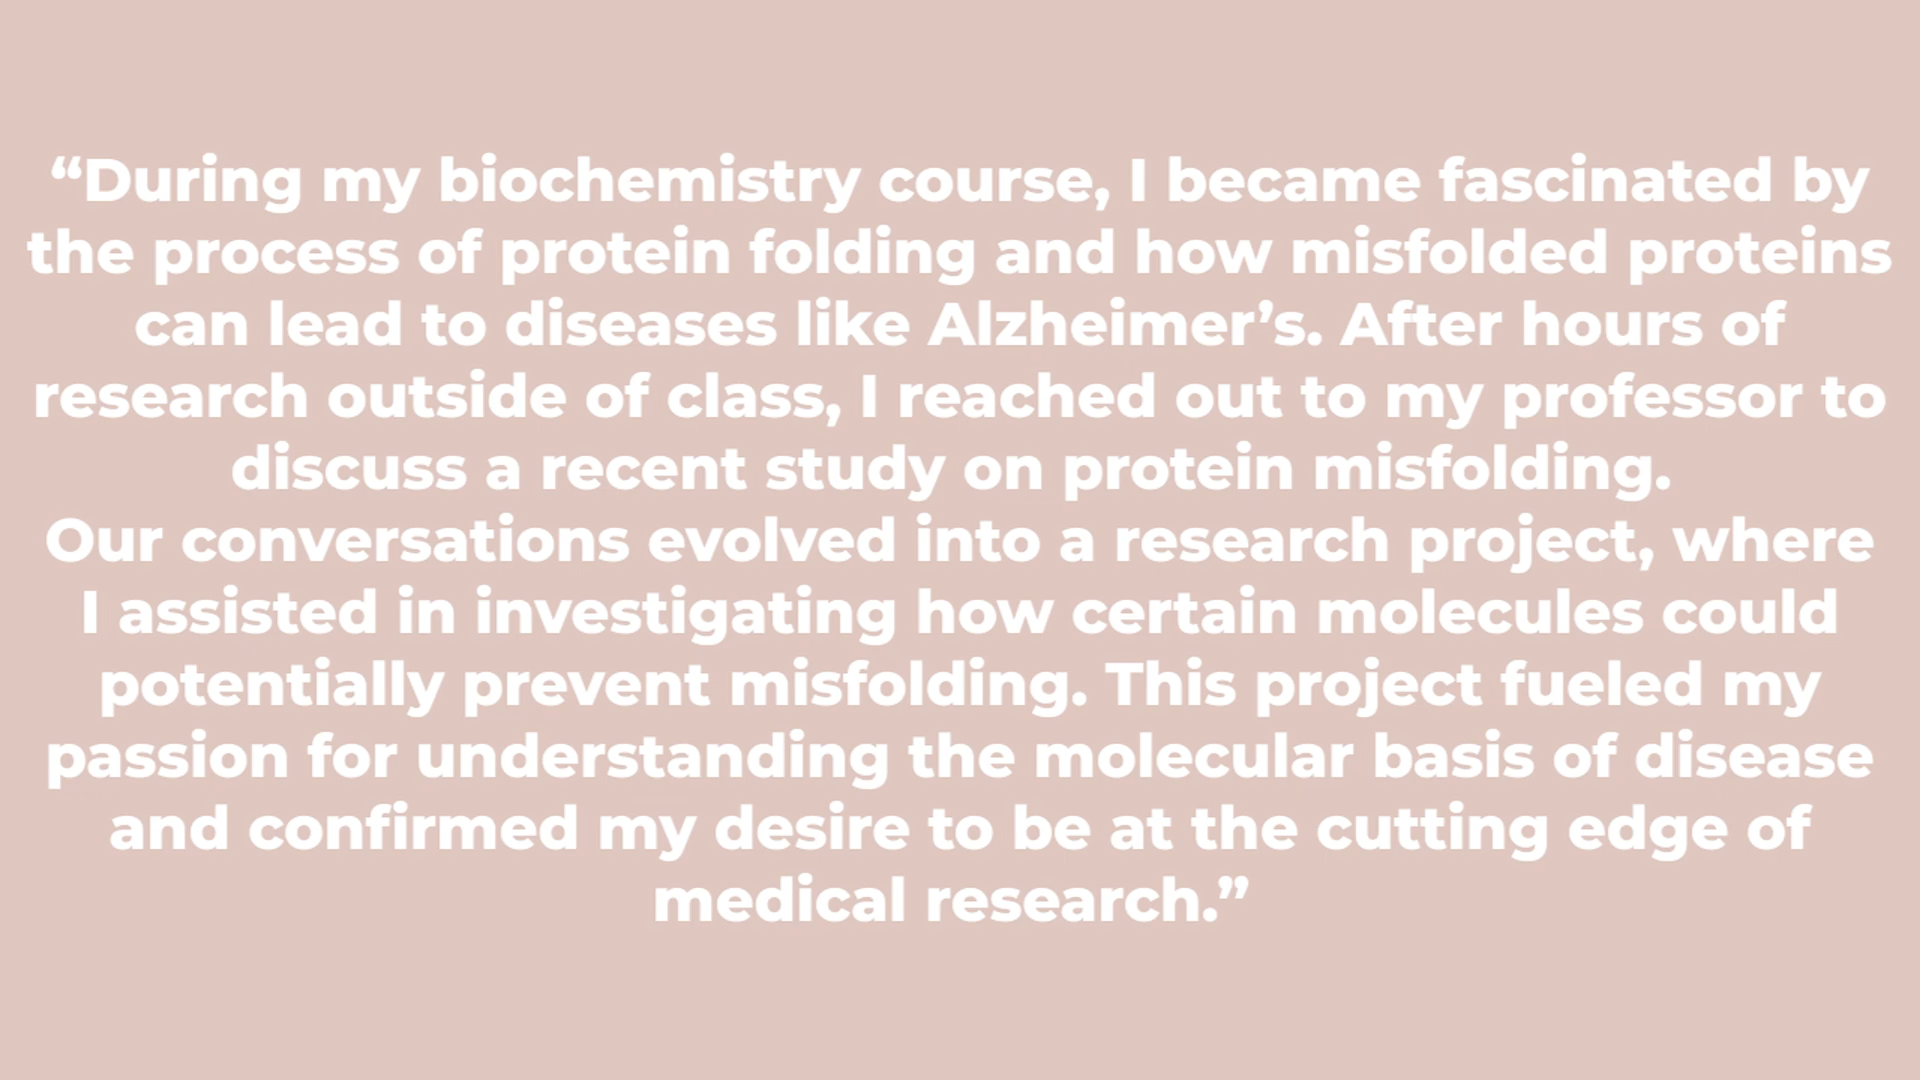 “During my biochemistry course, I became fascinated by
the process of protein folding and how misfolded proteins
can lead to diseases like Alzheimer’s. After hours of
research outside of class, I reached out to my professor to
discuss a recent study on protein misfolding.
Our conversations evolved into a research project, where
I assisted in investigating how certain molecules could
potentially prevent misfolding. This project fueled my
passion for understanding the molecular basis of disease
and confirmed my desire to be at the cutting edge of
medical research.”